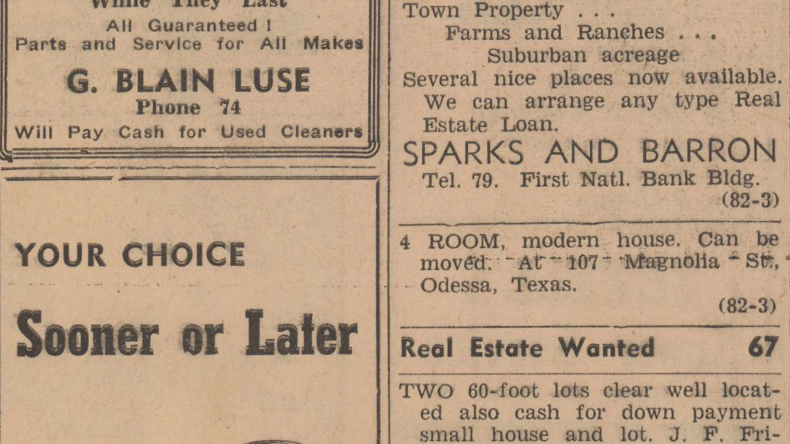 While They Last
All Guaranteed!
Parts and Service for All Makes
G. BLAIN LUSE
Phone 74
Will Pay Cash for Used Cleaners
YOUR CHOICE
Sooner or Later
Town Property . . .
Farms and Ranches . . .
Suburban acreage
Several nice places now available.
We can arrange any type Real
Estate Loan.
SPARKS AND BARRON
Tel. 79. First Natl. Bank Bldg.
(82-3)
4 ROOM, modern house. Can be
moved. At 107 Magnolia St.,
Odessa, Texas.
(82-3)
Real Estate Wanted 67
TWO 60-foot lots clear well locat-
ed also cash for down payment
small house and lot. J. F. Fri-